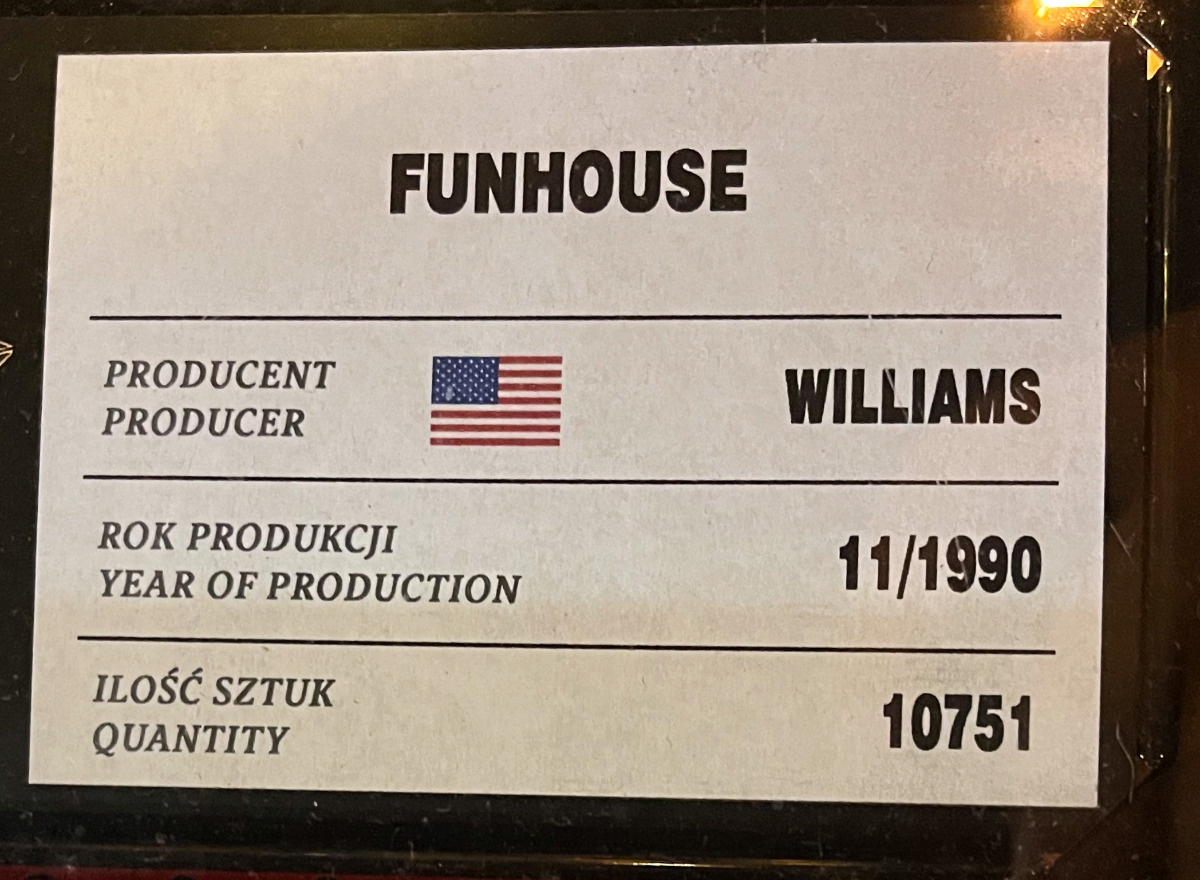 FUNHOUSE
PRODUCENT
PRODUCER
WILLIAMS
ROK PRODUKCJI
YEAR OF PRODUCTION
11/1990
ILOŚĆ SZTUK
QUANTITY
10751